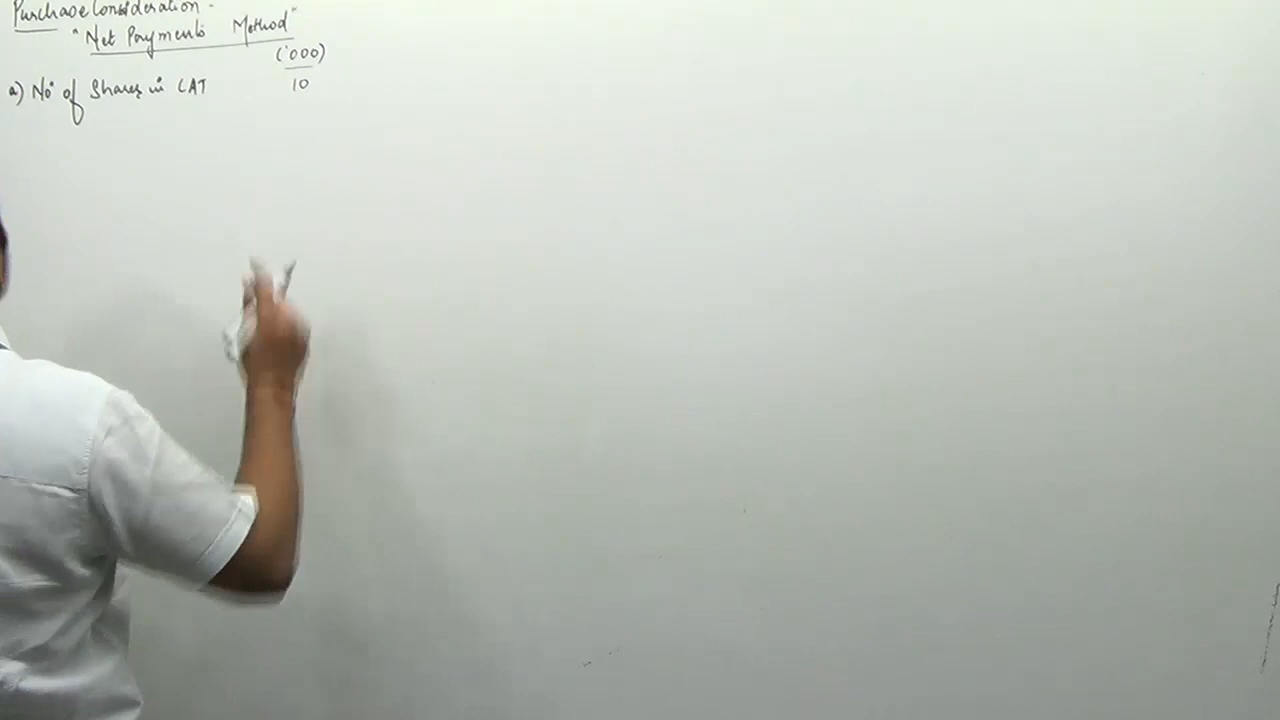 Purchase Consideration -
"Net Payments Method"
('000)
a) No of Shares in CAT 10